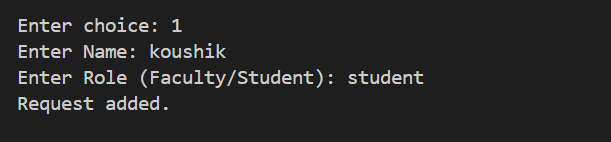 Enter choice: 1
Enter Name: koushik
Enter Role (Faculty/Student): student
Request added.